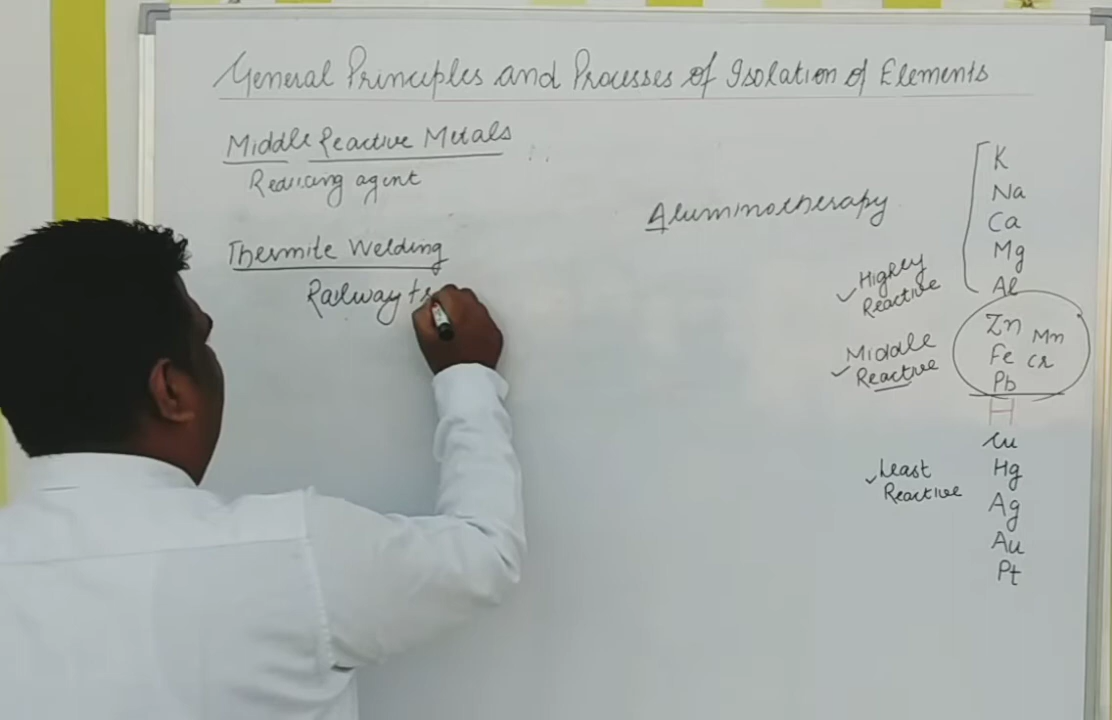 General Principles and Processes of Isolation of Elements
Middle Reactive Metals
Reducing agent
Thermite Welding
Railway tr
Aluminotherapy
Highly
Reactive
Middle
Reactive
Least
Reactive
K
Na
Ca
Mg
Al
Zn Mn
Fe Cr
Pb
H
Cu
Hg
Ag
Au
Pt